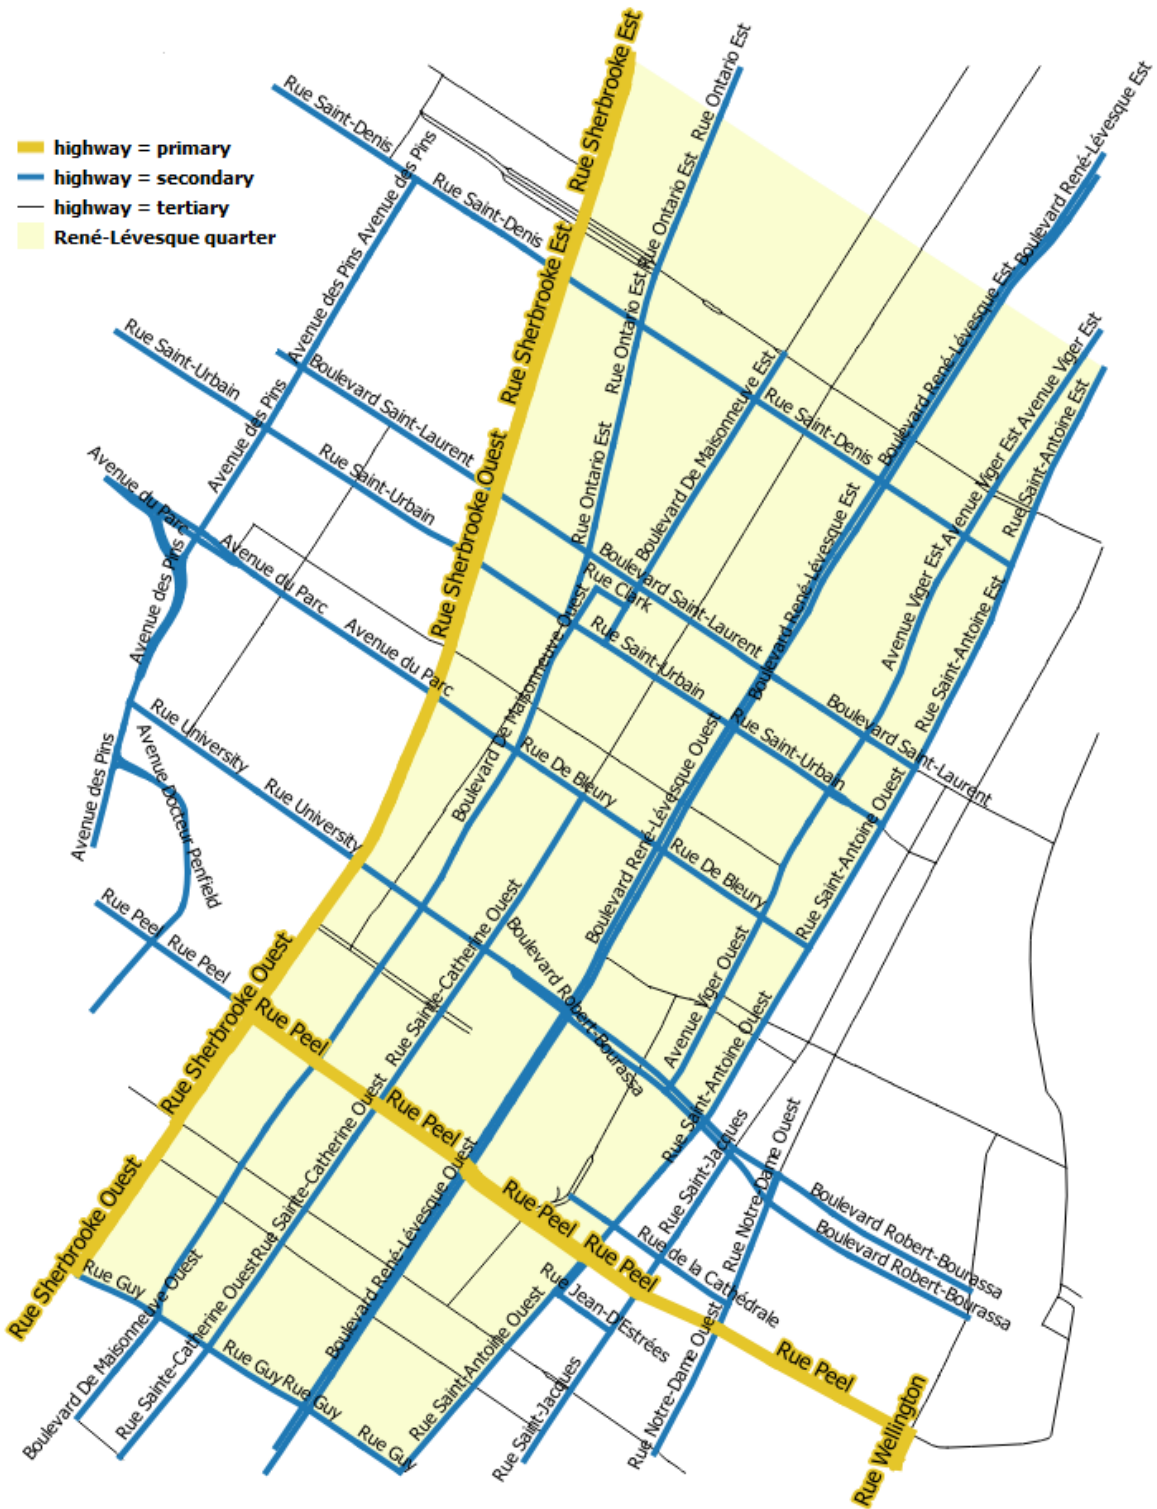 Rue Sherbrooke Est
Rue Ontario Est
Boulevard René-Lévesque Est
Rue Saint-Denis
Avenue des Pins
highway = primary
highway = secondary
highway = tertiary
René-Lévesque quarter
Rue Saint-Denis
Rue Ontario Est
Rue Sherbrooke Est
Avenue des Pins
Rue Ontario Est
Boulevard René-Lévesque Est
Avenue Viger Est
Rue Saint-Urbain
Boulevard Saint-Laurent
Boulevard De Maisonneuve Est
Rue Saint-Denis
Rue Saint-Antoine Est
Avenue des Pins
Rue Saint-Urbain
Rue Sherbrooke Ouest
Rue Ontario Est
Avenue Viger Est
Avenue du Parc
Avenue du Parc
Boulevard René-Lévesque Est
Boulevard Saint-Laurent
Rue Clark
Avenue Viger Est
Rue Saint-Antoine Est
Avenue des Pins
Avenue du Parc
Rue Saint-Urbain
Boulevard De Maisonneuve Ouest
Rue University
Boulevard Saint-Laurent
Rue Saint-Urbain
Avenue des Pins
Avenue Docteur Penfield
Rue University
Rue De Bleury
Boulevard René-Lévesque Ouest
Rue De Bleury
Rue Saint-Antoine Ouest
Rue Peel
Rue Peel
Rue Sainte-Catherine Ouest
Boulevard Robert-Bourassa
Avenue Viger Ouest
Rue Sherbrooke Ouest
Rue Peel
Rue Saint-Antoine Ouest
Rue Peel
Rue Sainte-Catherine Ouest
Rue Saint-Jacques
Rue Notre-Dame Ouest
Rue Sherbrooke Ouest
Boulevard René-Lévesque Ouest
Rue Peel
Rue Peel
Rue de la Cathédrale
Boulevard Robert-Bourassa
Boulevard Robert-Bourassa
Rue Guy
Boulevard De Maisonneuve Ouest
Rue Sainte-Catherine Ouest
Rue Guy
Rue Guy
Rue Guy
Rue Saint-Antoine Ouest
Rue Jean-D'Estrées
Rue Saint-Jacques
Rue Notre-Dame Ouest
Rue Peel
Rue Wellington